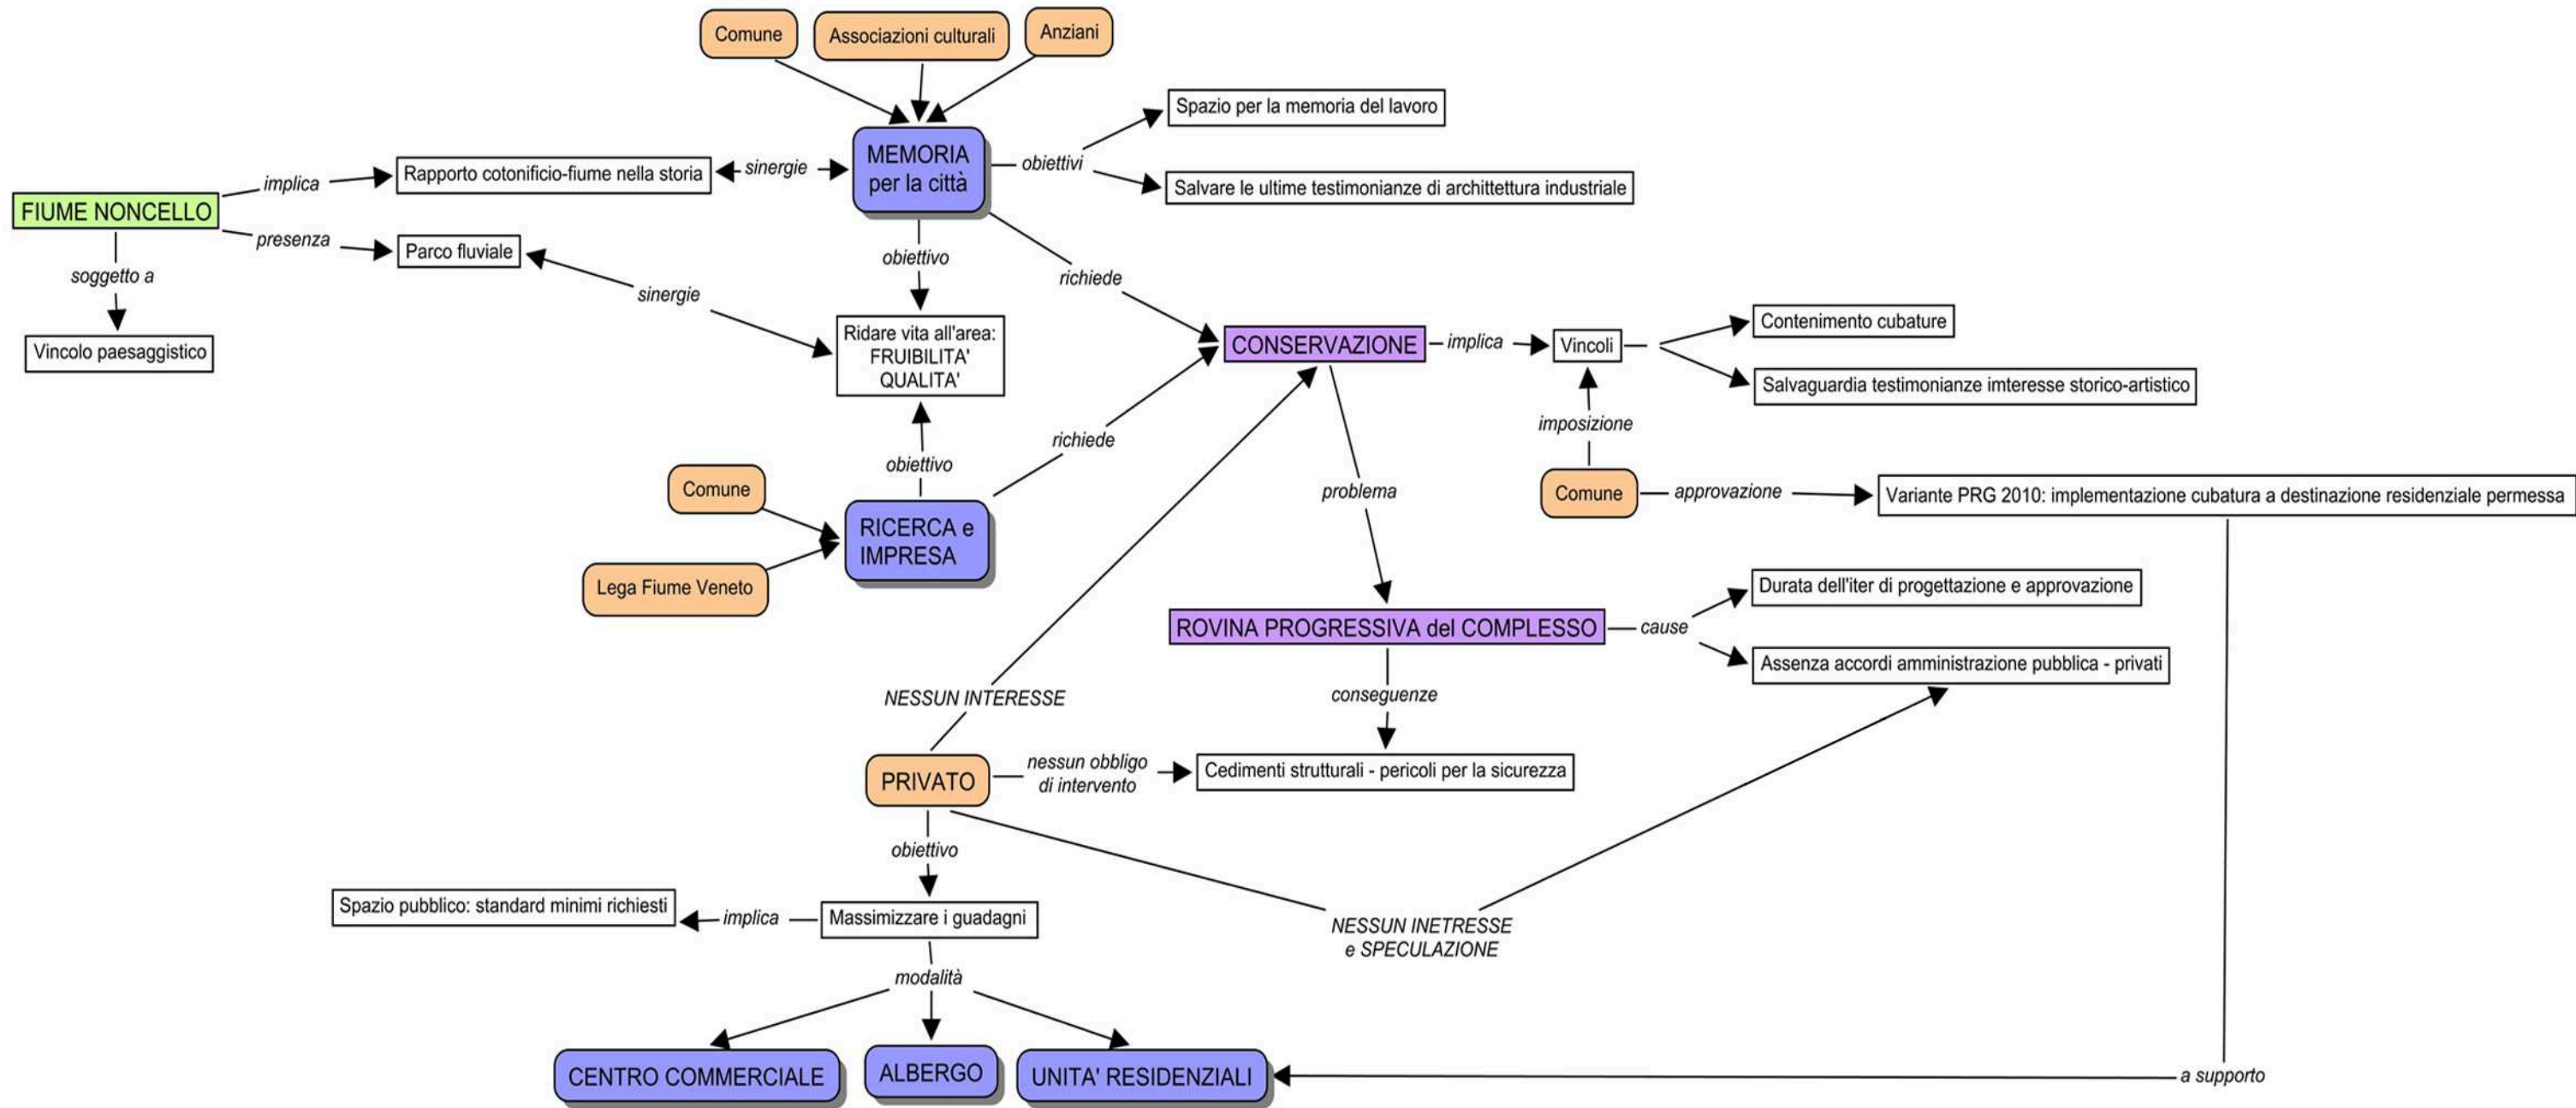 Comune
Associazioni culturali
Anziani
Spazio per la memoria del lavoro
MEMORIA
per la città
obiettivi
sinergie
Rapporto cotonificio-fiume nella storia
implica
Salvare le ultime testimonianze di archittettura industriale
FIUME NONCELLO
presenza
Parco fluviale
obiettivo
soggetto a
richiede
sinergie
Vincolo paesaggistico
Ridare vita all'area:
FRUIBILITA'
QUALITA'
CONSERVAZIONE
implica
Vincoli
Contenimento cubature
Salvaguardia testimonianze imteresse storico-artistico
imposizione
richiede
obiettivo
Comune
problema
Comune
approvazione
Variante PRG 2010: implementazione cubatura a destinazione residenziale permessa
RICERCA e
IMPRESA
Lega Fiume Veneto
Durata dell'iter di progettazione e approvazione
ROVINA PROGRESSIVA del COMPLESSO
cause
Assenza accordi amministrazione pubblica - privati
NESSUN INTERESSE
conseguenze
PRIVATO
nessun obbligo
di intervento
Cedimenti strutturali - pericoli per la sicurezza
obiettivo
Spazio pubblico: standard minimi richiesti
implica
Massimizzare i guadagni
NESSUN INETRESSE
e SPECULAZIONE
modalità
CENTRO COMMERCIALE
ALBERGO
UNITA' RESIDENZIALI
a supporto